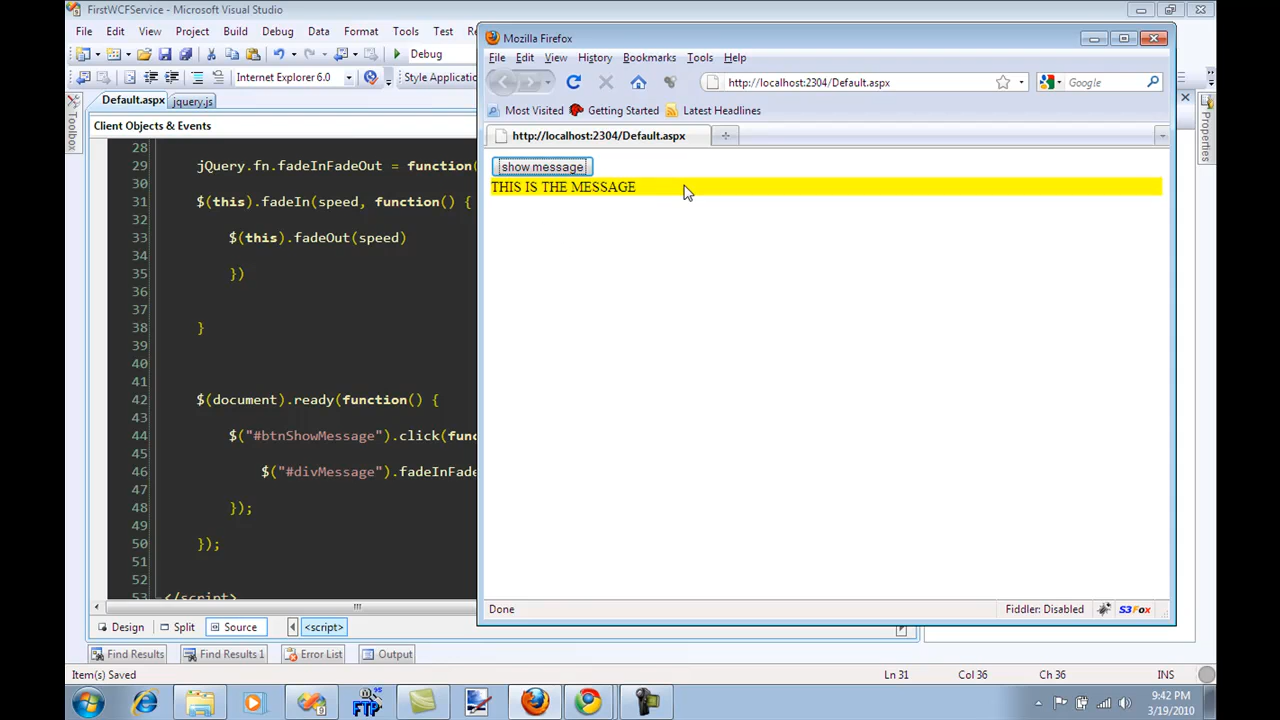 FirstWCFService - Microsoft Visual Studio
File Edit View Project Build Debug Data Format Tools Test Re
Debug
Internet Explorer 6.0 Style Applicatio
Default.aspx jquery.js
Client Objects & Events
Toolbox
28
29 jQuery.fn.fadeInFadeOut = function(
30
31 $(this).fadeIn(speed, function() {
32
33 $(this).fadeOut(speed)
34
35 })
36
37
38 }
39
40
41
42 $(document).ready(function() {
43
44 $("#btnShowMessage").click(func
45
46 $("#divMessage").fadeInFade
47
48 });
49
50 });
51
52
53 </script>
Design Split Source <script>
Find Results Find Results 1 Error List Output
Item(s) Saved Ln 31 Col 36 Ch 36 INS
Mozilla Firefox
File Edit View History Bookmarks Tools Help
http://localhost:2304/Default.aspx Google
Most Visited Getting Started Latest Headlines
http://localhost:2304/Default.aspx
show message
THIS IS THE MESSAGE
Done Fiddler: Disabled S3Fox
Properties
FTP
9:42 PM
3/19/2010